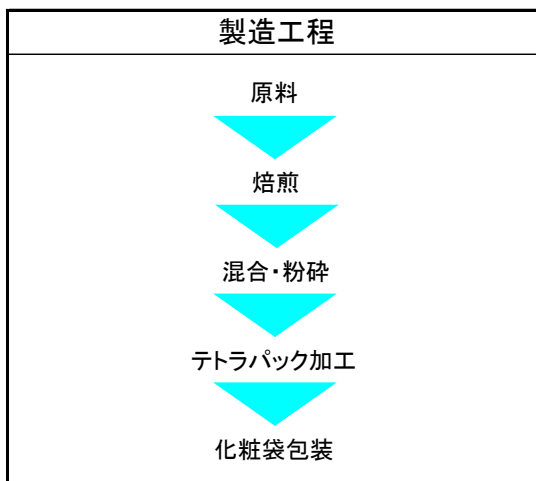 製造工程
原料
焙煎
混合・粉砕
テトラパック加工
化粧袋包装